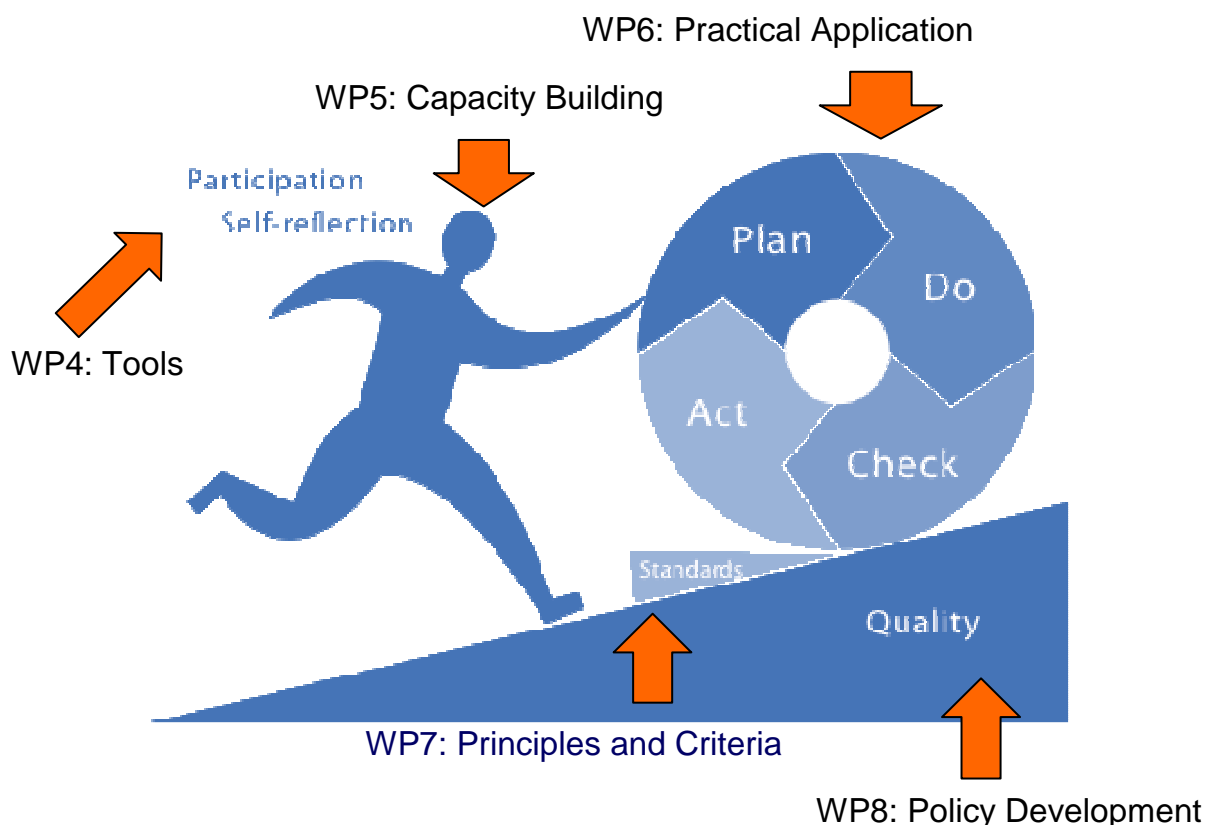 WP6: Practical Application
WP5: Capacity Building
Participation
Self-reflection
WP4: Tools
Plan
Do
Act
Check
Standards
Quality
WP7: Principles and Criteria
WP8: Policy Development